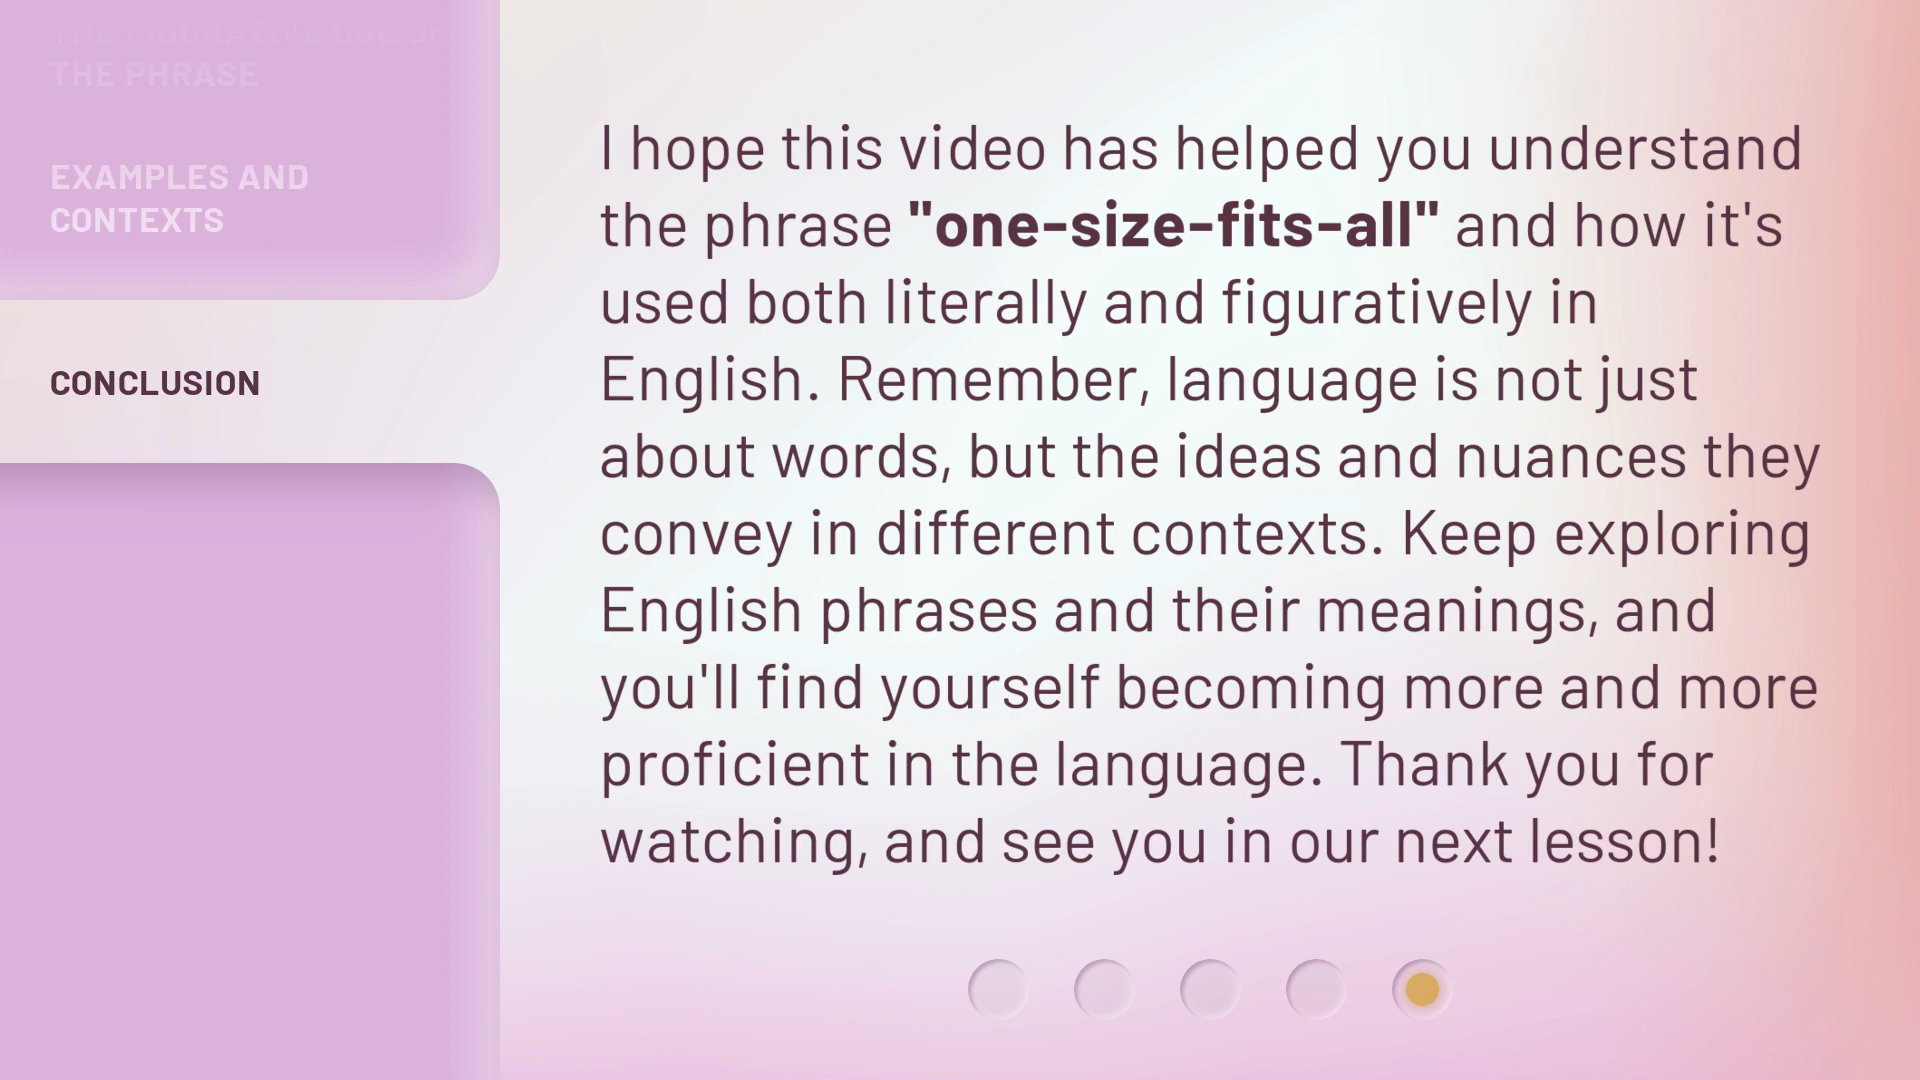 THE FIGURATIVE USE OF
THE PHRASE
EXAMPLES AND
CONTEXTS
CONCLUSION
I hope this video has helped you understand
the phrase "one-size-fits-all" and how it's
used both literally and figuratively in
English. Remember, language is not just
about words, but the ideas and nuances they
convey in different contexts. Keep exploring
English phrases and their meanings, and
you'll find yourself becoming more and more
proficient in the language. Thank you for
watching, and see you in our next lesson!